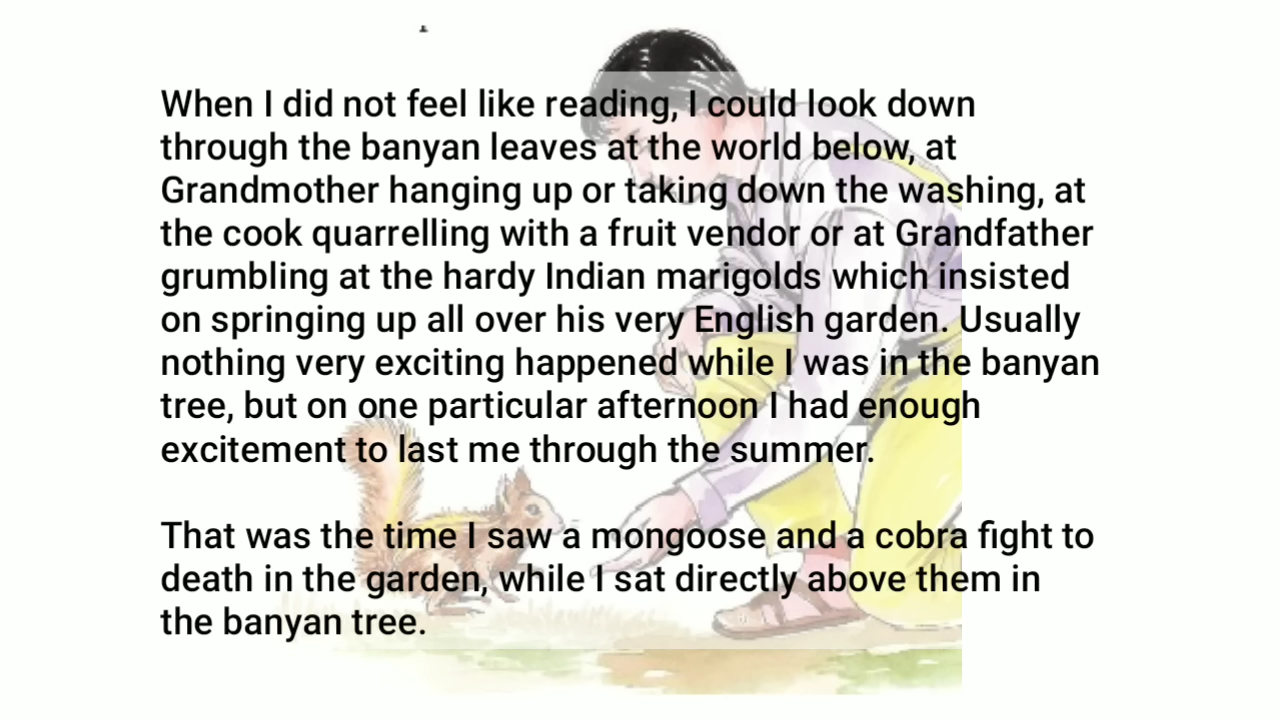 When I did not feel like reading, I could look down
through the banyan leaves at the world below, at
Grandmother hanging up or taking down the washing, at
the cook quarrelling with a fruit vendor or at Grandfather
grumbling at the hardy Indian marigolds which insisted
on springing up all over his very English garden. Usually
nothing very exciting happened while I was in the banyan
tree, but on one particular afternoon I had enough
excitement to last me through the summer.
That was the time I saw a mongoose and a cobra fight to
death in the garden, while I sat directly above them in
the banyan tree.